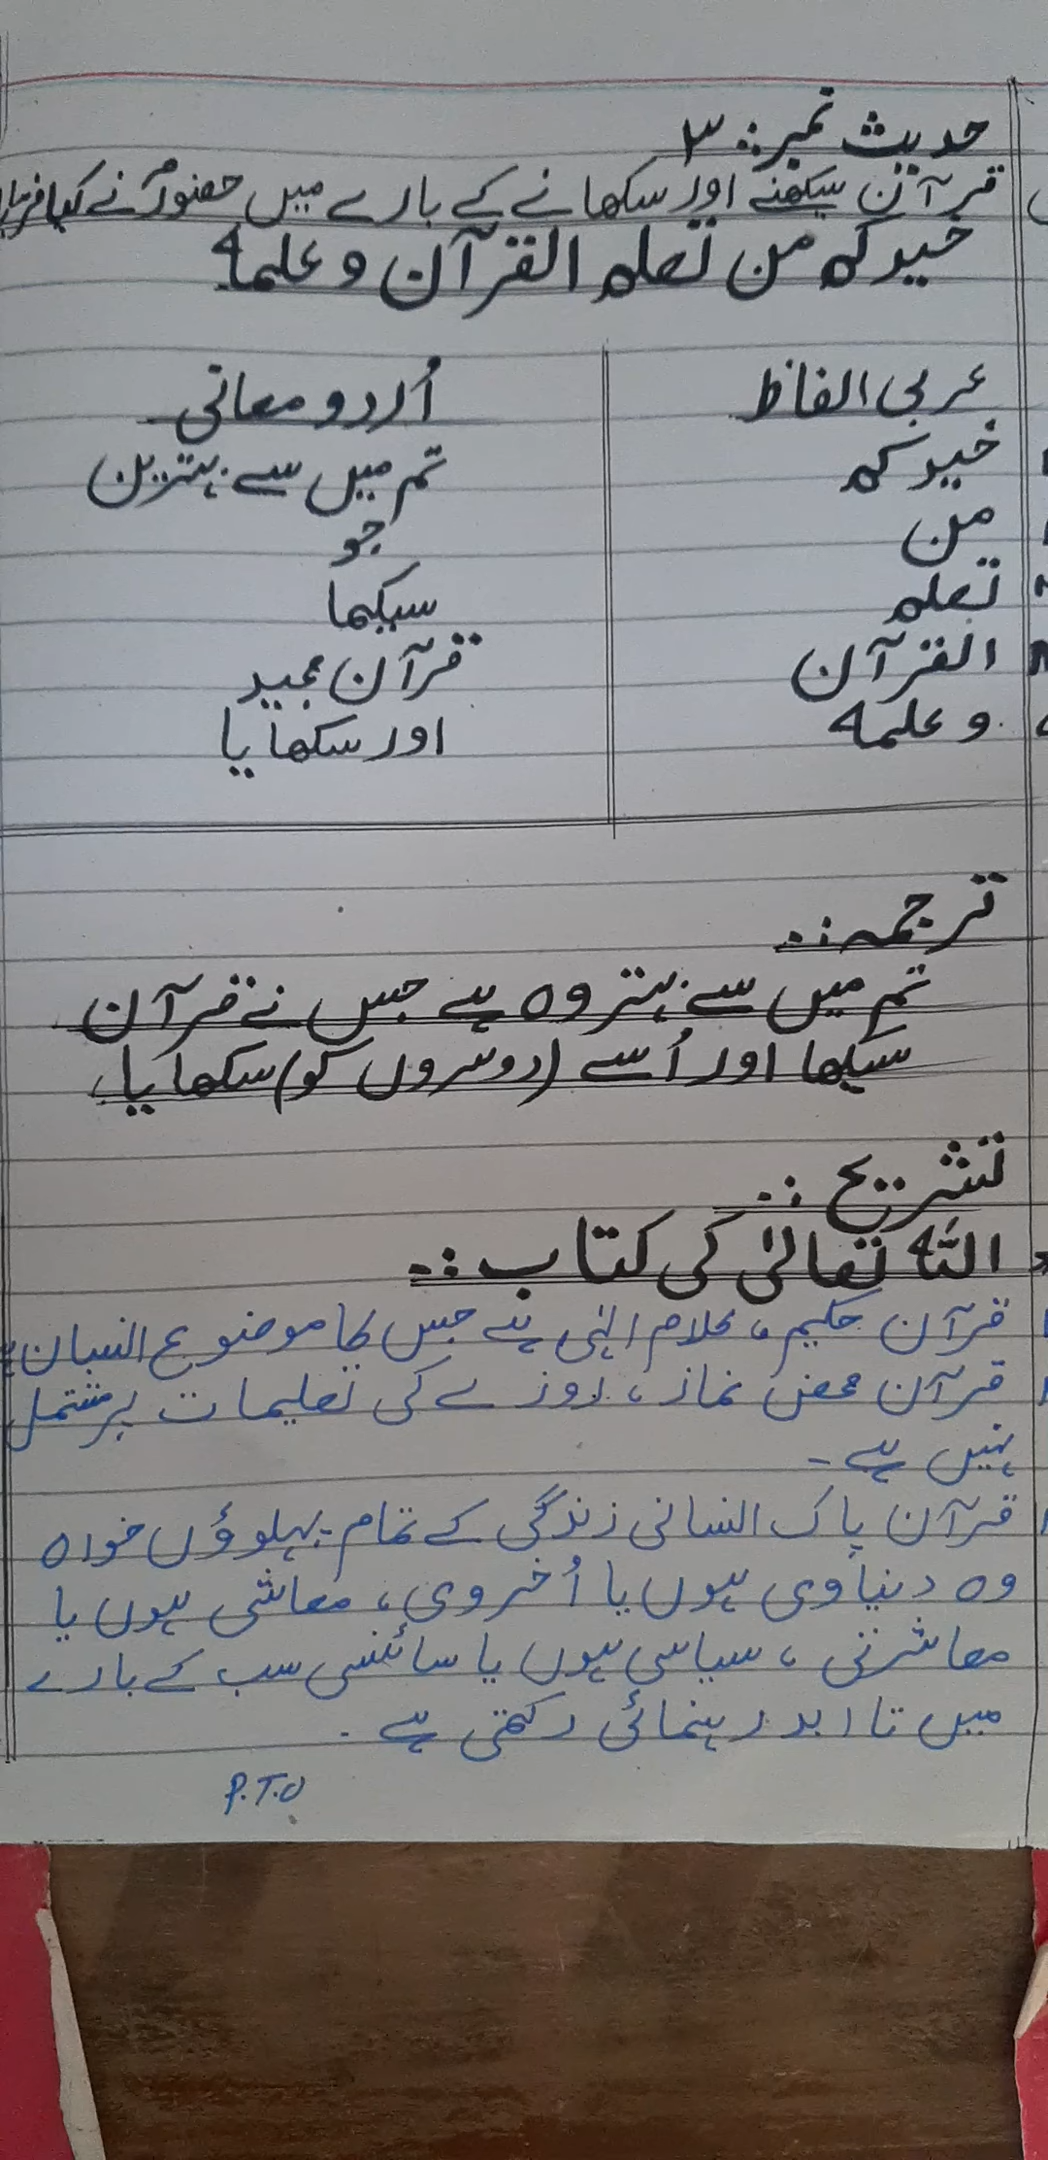 حدیث نمبر: ۳
قرآن سیکھنے اور سکھانے کے بارے میں حضورؐ نے کیا فرمایا
خیرکم من تعلم القرآن وعلمہ
عربی الفاظ	اُردو معانی
خیرکم	تم میں سے بہترین
من	جو
تعلم	سیکھا
القرآن	قرآن مجید
وعلمہ	اور سکھایا
ترجمہ:۔
تم میں سے بہتر وہ ہے جس نے قرآن
سیکھا اور اُسے (دوسروں کو) سکھایا۔
تشریح:۔
اللہ تعالیٰ کی کتاب:۔
قرآن حکیم، کلام الٰہی ہے جس کا موضوع انسان ہے
قرآن محض نماز، روزے کی تعلیمات پر مشتمل
نہیں ہے۔
قرآن پاک انسانی زندگی کے تمام پہلوؤں خواہ
وہ دنیاوی ہوں یا اُخروی، معاشی ہوں یا
معاشرتی، سیاسی ہوں یا سائنسی سب کے بارے
میں تا ابد رہنمائی رکھتی ہے۔
P.T.O